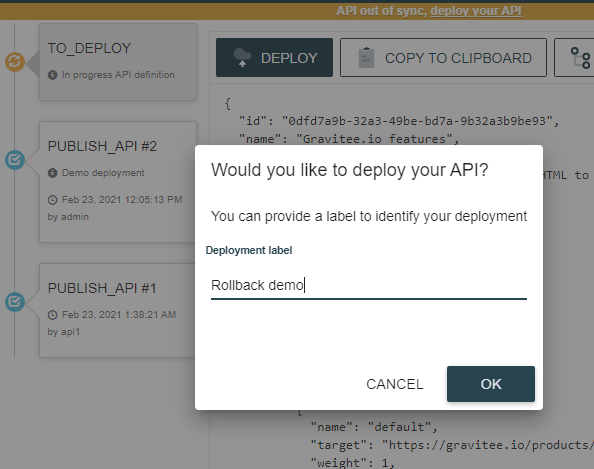 API out of sync, deploy your API
TO_DEPLOY
In progress API definition
PUBLISH_API #2
Demo deployment
Feb 23, 2021 12:05:13 PM
by admin
PUBLISH_API #1
Feb 23, 2021 1:38:21 AM
by api1
DEPLOY
COPY TO CLIPBOARD
{
"id": "0dfd7a9b-32a3-49be-bd7a-9b32a3b9be93",
"name": "Gravitee.io features",
HTML to
Would you like to deploy your API?
You can provide a label to identify your deployment
Deployment label
Rollback demo
CANCEL
OK
{
"name": "default",
"target": "https://gravitee.io/products/
"weight": 1,